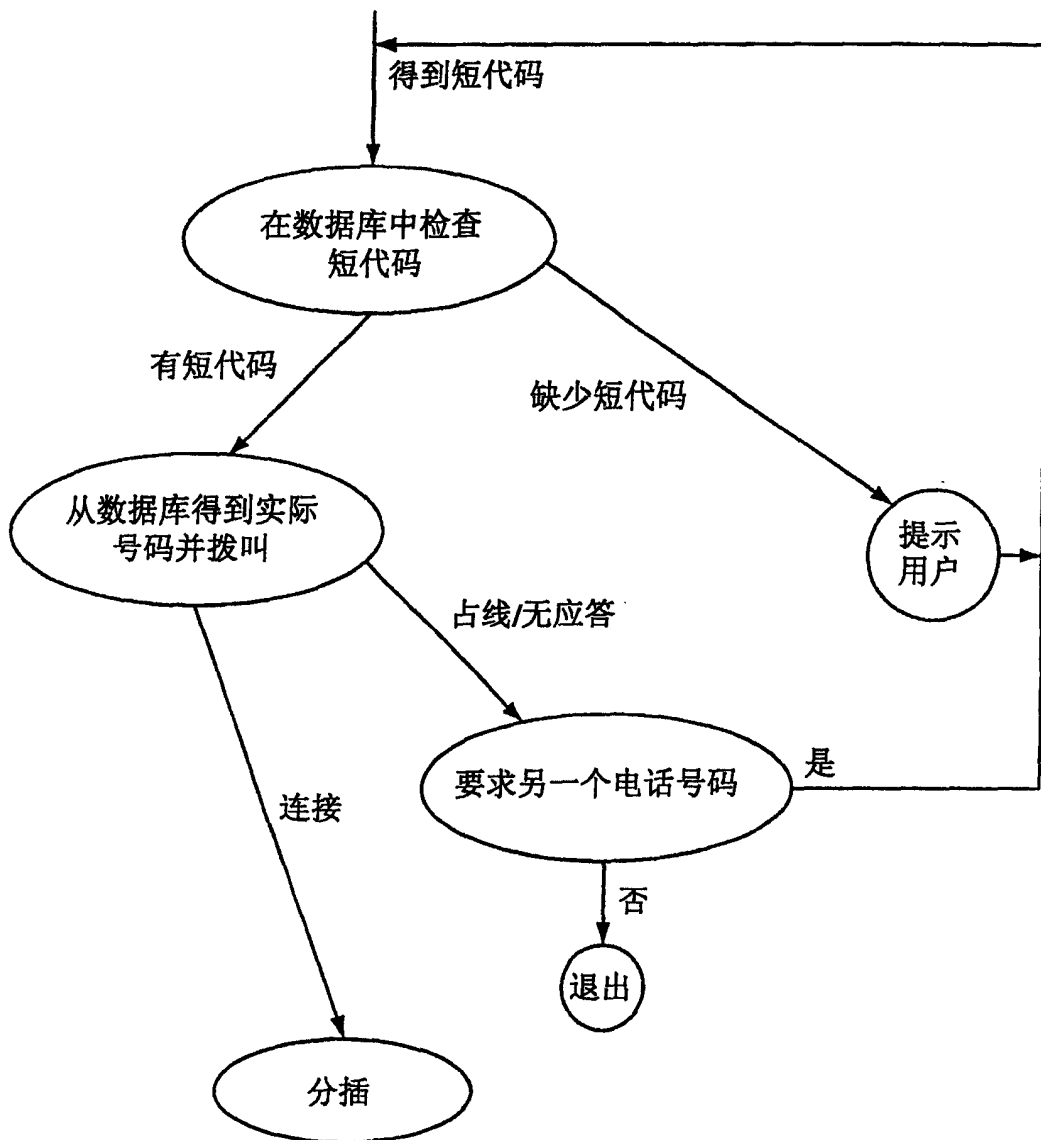 得到短代码
在数据库中检查
短代码
有短代码
缺少短代码
从数据库得到实际
号码并拨叫
提示
用户
占线/无应答
要求另一个电话号码
是
连接
否
退出
分插